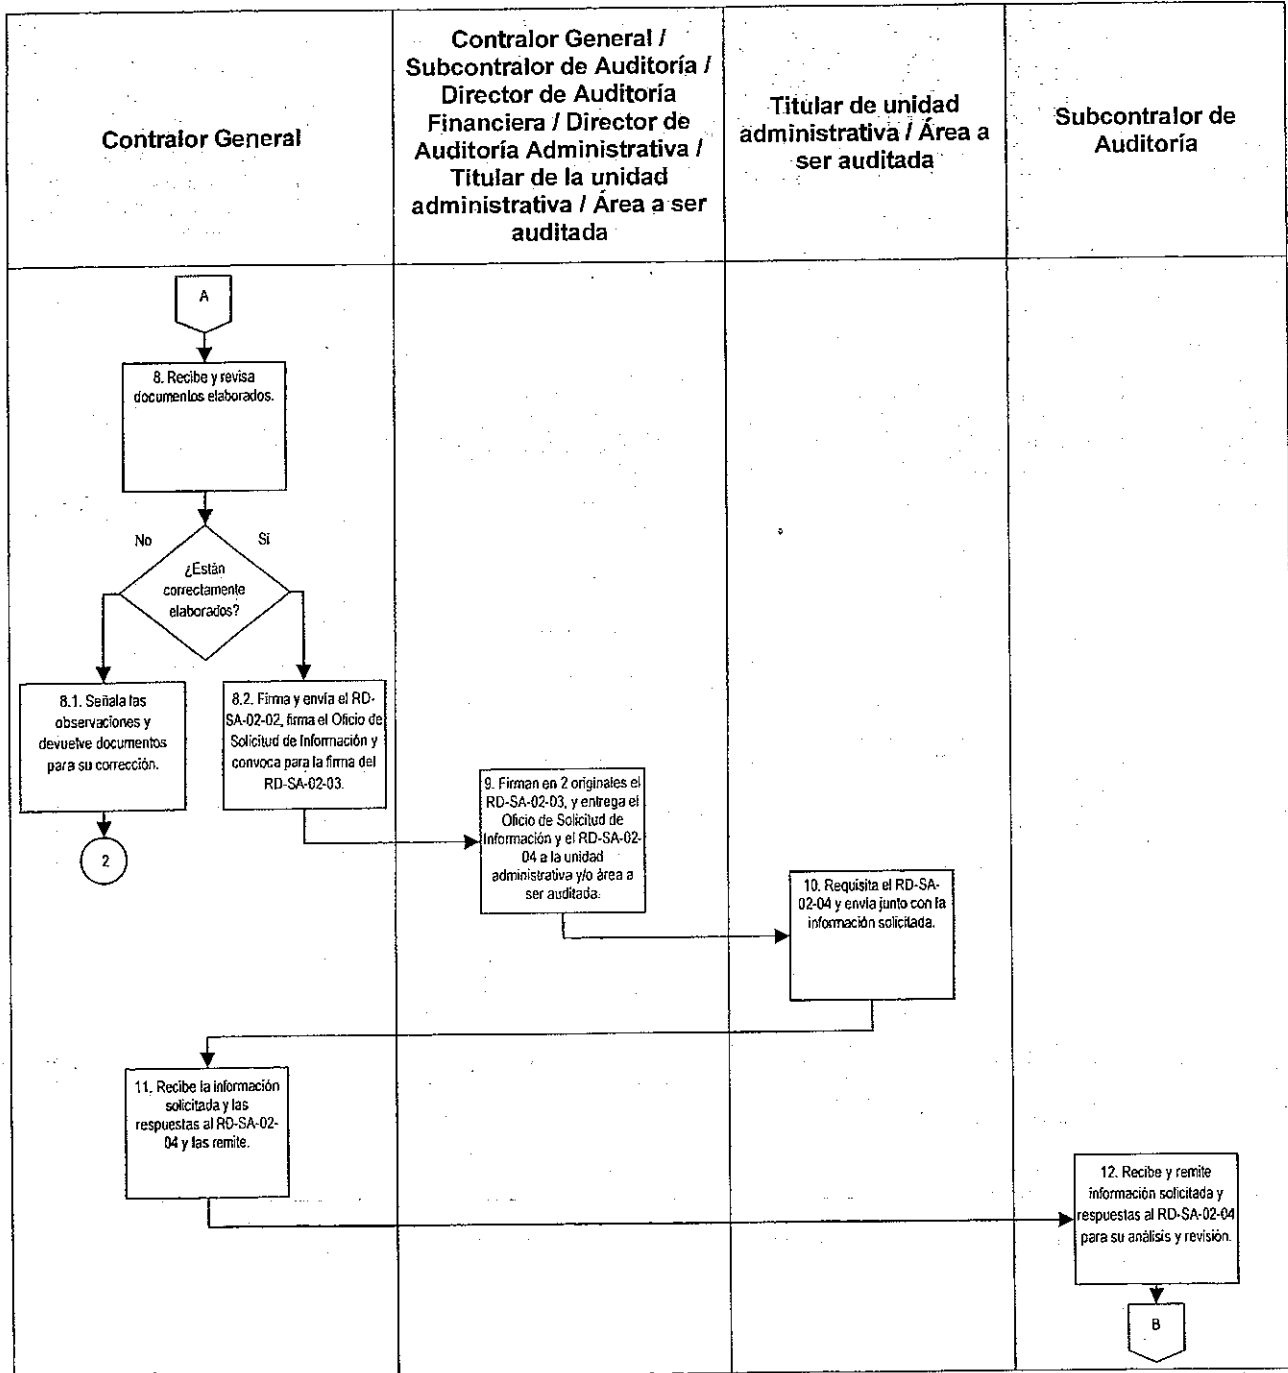 Contralor General
Contralor General /
Subcontralor de Auditoría /
Director de Auditoría
Financiera / Director de
Auditoría Administrativa /
Titular de la unidad
administrativa / Área a ser
auditada
Titular de unidad
administrativa / Área a
ser auditada
Subcontralor de
Auditoría
A
8. Recibe y revisa
documentos elaborados.
No
Sí
¿Están
correctamente
elaborados?
8.1. Señala las
observaciones y
devuelve documentos
para su corrección.
8.2. Firma y envía el RD-
SA-02-02, firma el Oficio de
Solicitud de Información y
convoca para la firma del
RD-SA-02-03.
2
9. Firman en 2 originales el
RD-SA-02-03, y entrega el
Oficio de Solicitud de
Información y el RD-SA-02-
04 a la unidad
administrativa y/o área a
ser auditada.
10. Requisita el RD-SA-
02-04 y envía junto con la
información solicitada.
11. Recibe la información
solicitada y las
respuestas al RD-SA-02-
04 y las remite.
12. Recibe y remite
información solicitada y
respuestas al RD-SA-02-04
para su análisis y revisión.
B